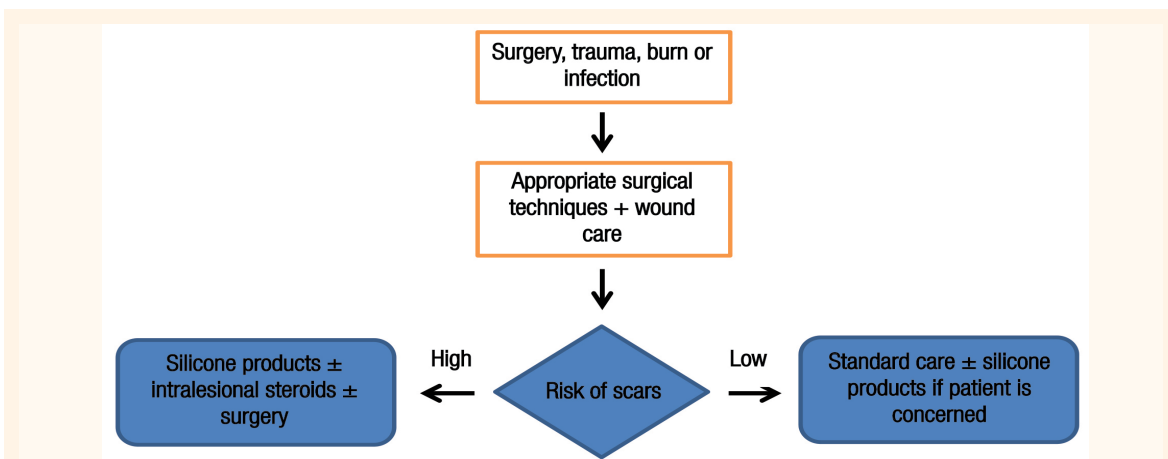 Surgery, trauma, burn or
infection
Appropriate surgical
techniques + wound
care
Silicone products ±
intralesional steroids ±
surgery
High
Risk of scars
Low
Standard care ± silicone
products if patient is
concerned